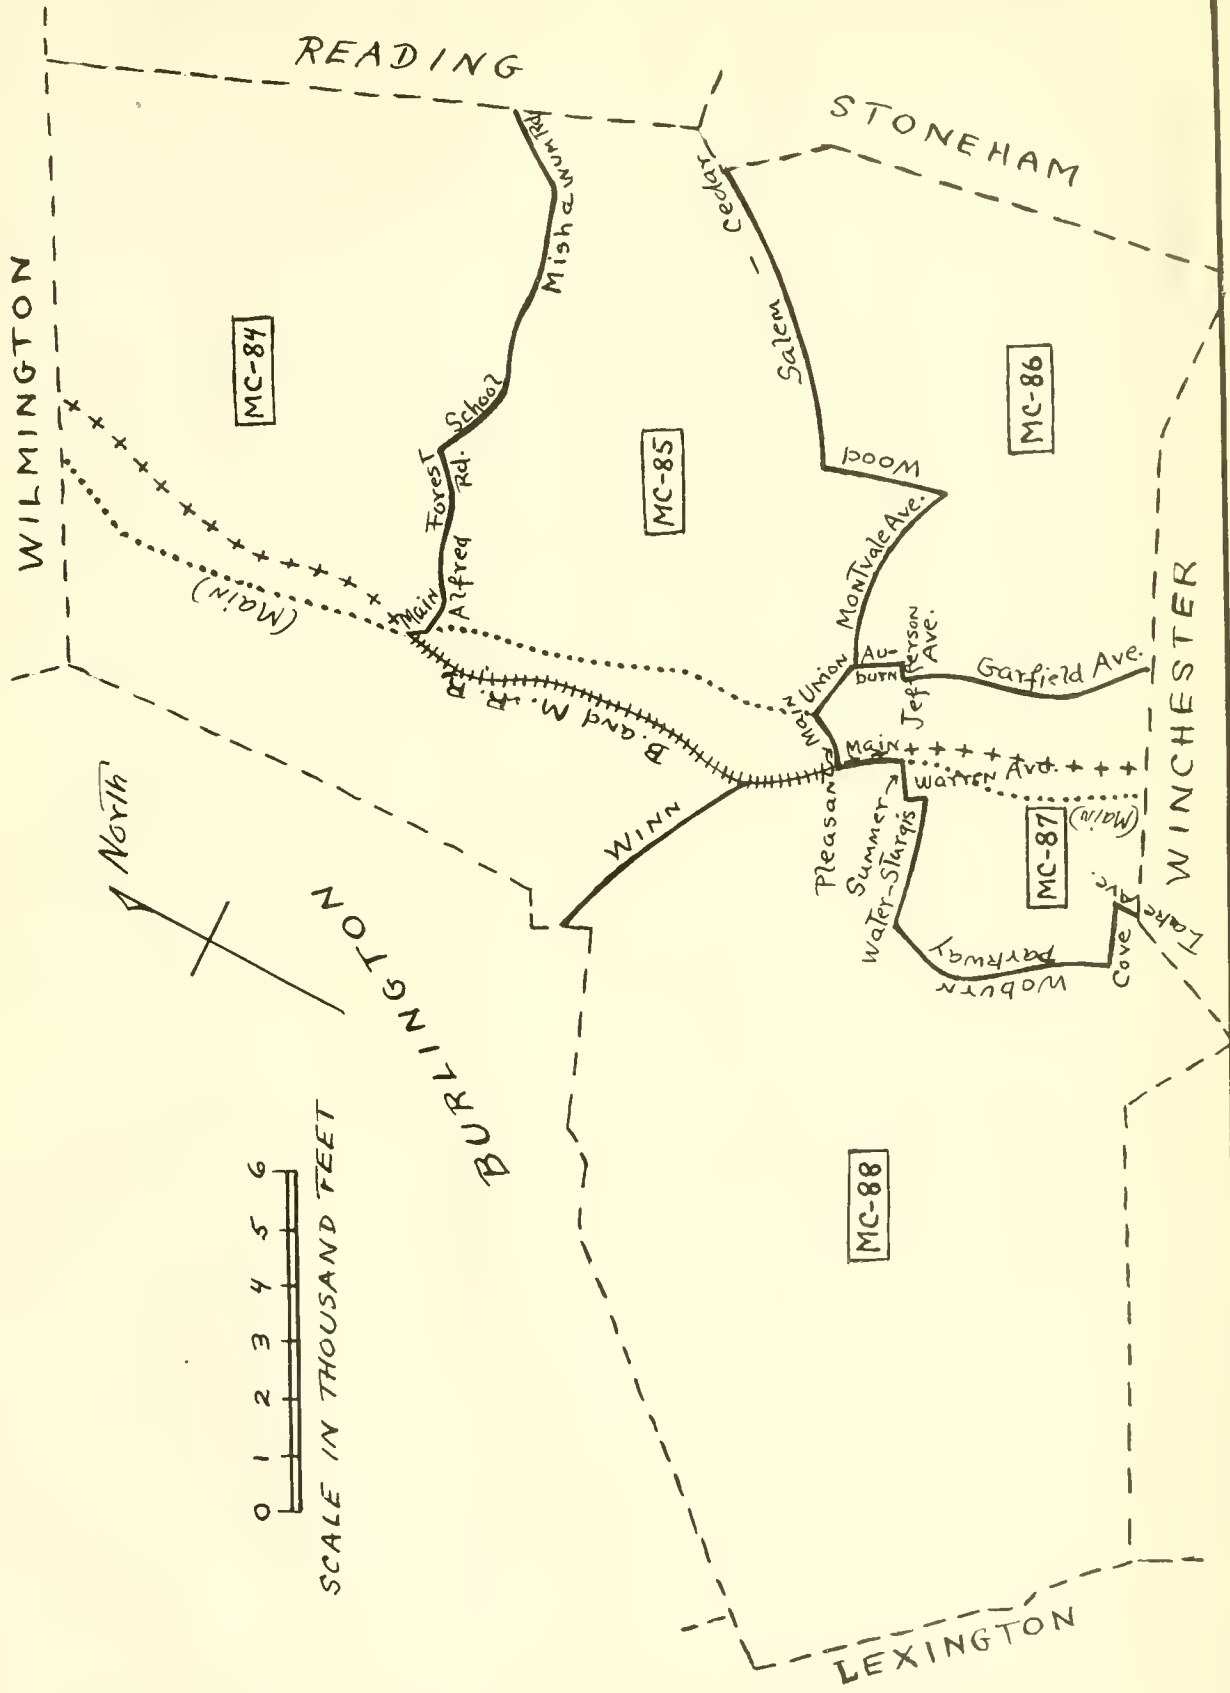 READING
STONEHAM
WILMINGTON
MC-84
Mishawum Rd.
School
Forest Rd.
Alfred
Main
(Main)
MC-85
Cedar
-
Salem
Wood
MC-86
Montvale Ave.
Union
Main
Au-
burn
Jefferson
Ave.
Garfield Ave.
B. and M. R. R.
Main
Pleasant
Warren Ave.
(Main)
Summer
Water-Sturgis
MC-87
WINCHESTER
Winn
Woburn
Parkway
Cove
Lake Ave.
North
BURLINGTON
MC-88
0 1 2 3 4 5 6
SCALE IN THOUSAND FEET
LEXINGTON